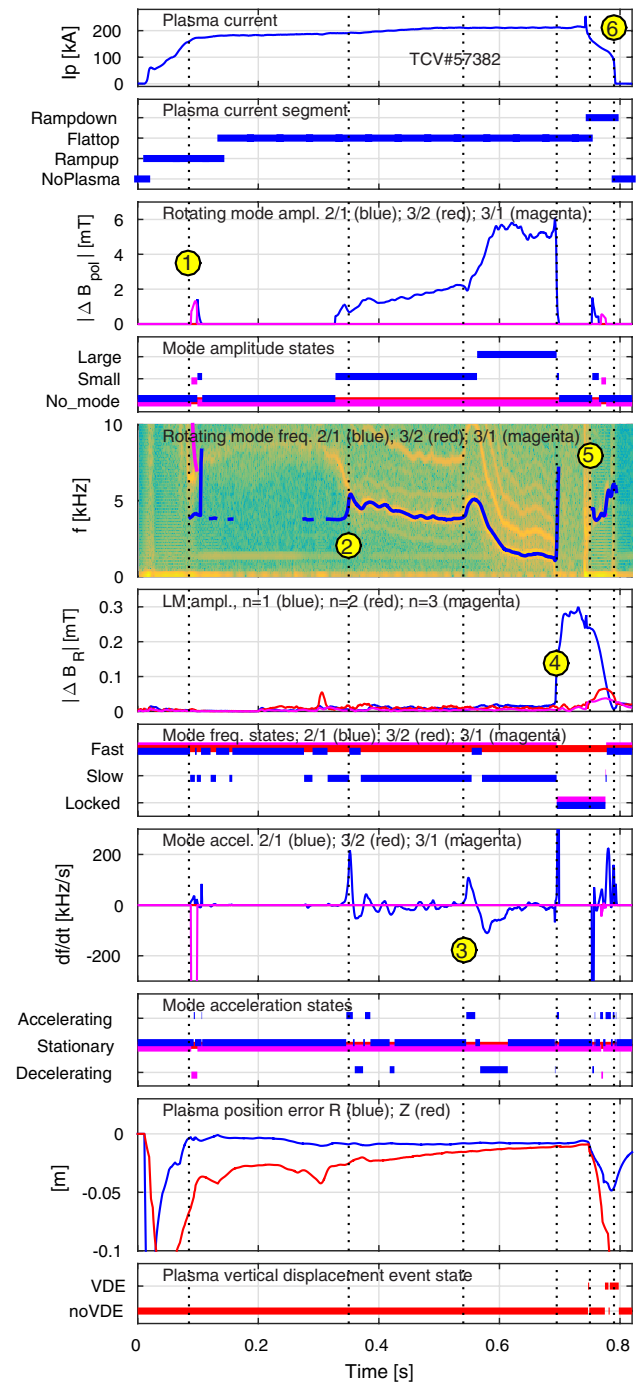 Plasma current
200
6
100
TCV#57382
0
Ip [kA]
Plasma current segment
Rampdown
Flattop
Rampup
NoPlasma
Rotating mode ampl. 2/1 (blue); 3/2 (red); 3/1 (magenta)
6
4
2
0
|Δ B_pol| [mT]
1
Mode amplitude states
Large
Small
No_mode
Rotating mode freq. 2/1 (blue); 3/2 (red); 3/1 (magenta)
10
5
0
f [kHz]
5
2
LM ampl., n=1 (blue); n=2 (red); n=3 (magenta)
0.3
0.2
0.1
0
|Δ B_R| [mT]
4
Mode freq. states; 2/1 (blue); 3/2 (red); 3/1 (magenta)
Fast
Slow
Locked
Mode accel. 2/1 (blue); 3/2 (red); 3/1 (magenta)
200
0
-200
df/dt [kHz/s]
3
Mode acceleration states
Accelerating
Stationary
Decelerating
Plasma position error R (blue); Z (red)
0
-0.05
-0.1
[m]
Plasma vertical displacement event state
VDE
noVDE
0 0.2 0.4 0.6 0.8
Time [s]